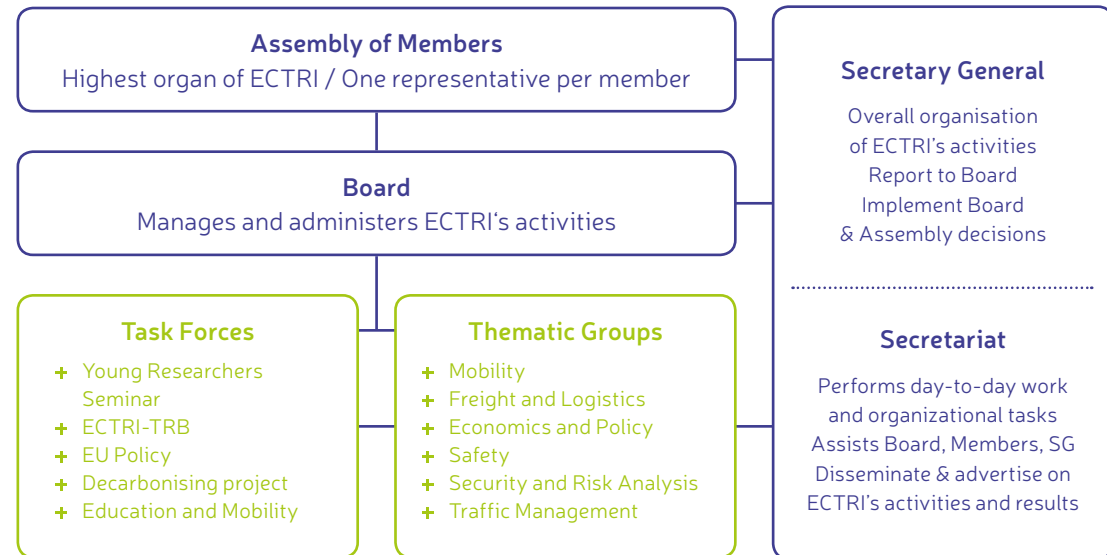 Assembly of Members
Highest organ of ECTRI / One representative per member
Board
Manages and administers ECTRI‘s activities
Task Forces
+ Young Researchers
Seminar
+ ECTRI-TRB
+ EU Policy
+ Decarbonising project
+ Education and Mobility
Thematic Groups
+ Mobility
+ Freight and Logistics
+ Economics and Policy
+ Safety
+ Security and Risk Analysis
+ Traffic Management
Secretary General
Overall organisation
of ECTRI’s activities
Report to Board
Implement Board
& Assembly decisions
Secretariat
Performs day-to-day work
and organizational tasks
Assists Board, Members, SG
Disseminate & advertise on
ECTRI’s activities and results